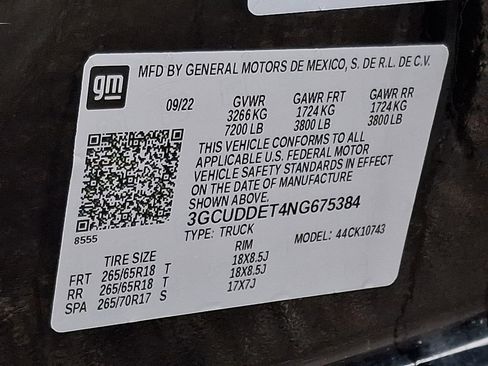 gm
MFD BY GENERAL MOTORS DE MEXICO, S. DE R.L. DE C.V.
09/22 GVWR GAWR FRT GAWR RR
3266 KG 1724 KG 1724 KG
7200 LB 3800 LB 3800 LB
THIS VEHICLE CONFORMS TO ALL
APPLICABLE U.S. FEDERAL MOTOR
VEHICLE SAFETY STANDARDS IN EFFECT
ON THE DATE OF MANUFACTURE
SHOWN ABOVE.
3GCUDDET4NG675384
8555 TYPE: TRUCK MODEL: 44CK10743
TIRE SIZE RIM
FRT 265/65R18 T 18X8.5J
RR 265/65R18 T 18X8.5J
SPA 265/70R17 S 17X7J